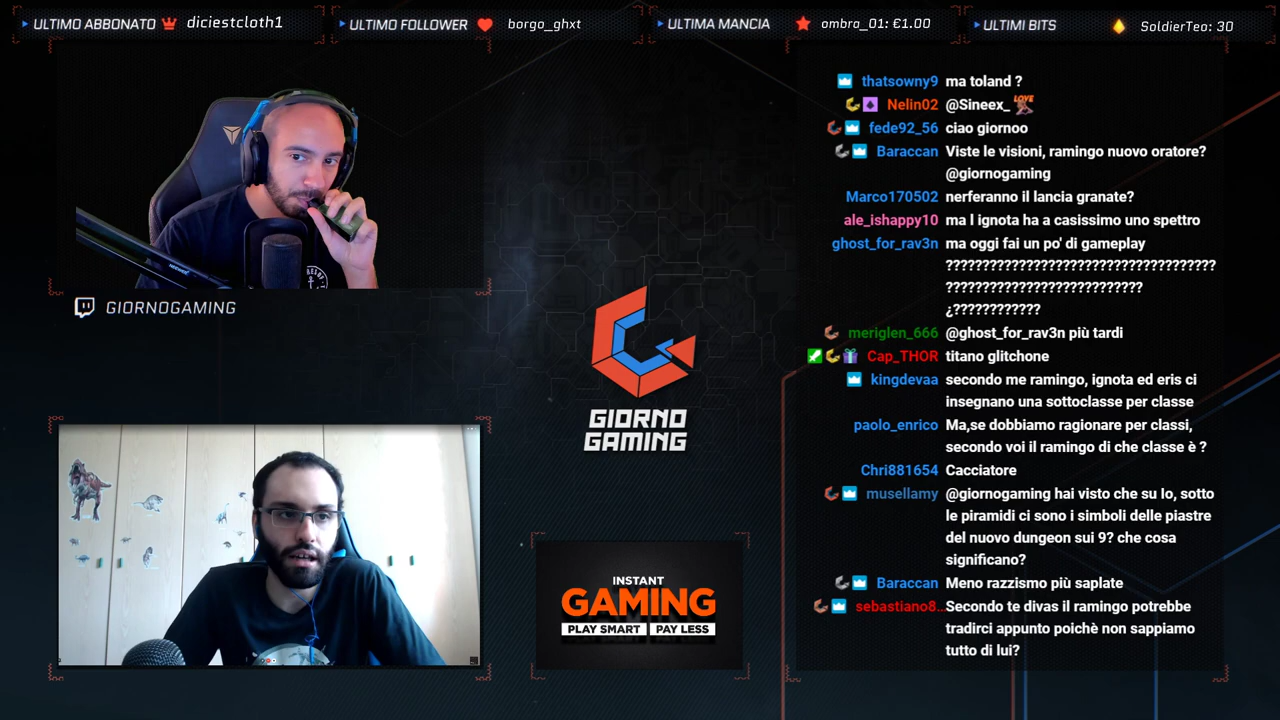 ULTIMO ABBONATO diciestcloth1
ULTIMO FOLLOWER borgo_ghxt
ULTIMA MANCIA ombra_01: €1.00
ULTIMI BITS SoldierTea: 30
GIORNOGAMING
GIORNO
GAMING
INSTANT
GAMING
PLAY SMART PAY LESS
thatsowny9 ma toland ?
Nelin02 @Sineex_ LOVE
fede92_56 ciao giornoo
Baraccan Viste le visioni, ramingo nuovo oratore?
@giornogaming
Marco170502 nerferanno il lancia granate?
ale_ishappy10 ma l ignota ha a casissimo uno spettro
ghost_for_rav3n ma oggi fai un po' di gameplay
?????????????????????????????????????
???????????????????????????
¿????????????
meriglen_666 @ghost_for_rav3n più tardi
Cap_THOR titano glitchone
kingdevaa secondo me ramingo, ignota ed eris ci
insegnano una sottoclasse per classe
paolo_enrico Ma,se dobbiamo ragionare per classi,
secondo voi il ramingo di che classe è ?
Chri881654 Cacciatore
musellamy @giornogaming hai visto che su Io, sotto
le piramidi ci sono i simboli delle piastre
del nuovo dungeon sui 9? che cosa
significano?
Baraccan Meno razzismo più saplate
sebastiano8... Secondo te divas il ramingo potrebbe
tradirci appunto poichè non sappiamo
tutto di lui?